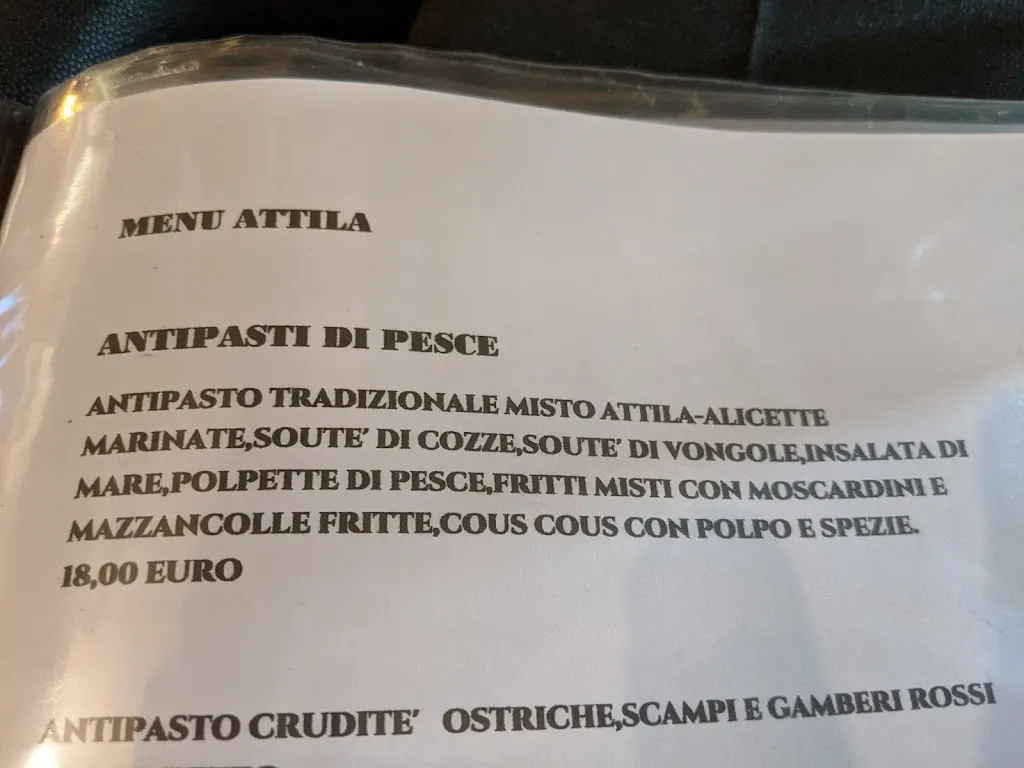 MENU ATTILA
ANTIPASTI DI PESCE
ANTIPASTO TRADIZIONALE MISTO ATTILA-ALICETTE
MARINATE,SOUTE' DI COZZE,SOUTE' DI VONGOLE,INSALATA DI
MARE,POLPETTE DI PESCE,FRITTI MISTI CON MOSCARDINI E
MAZZANCOLLE FRITTE,COUS COUS CON POLPO E SPEZIE.
18,00 EURO
ANTIPASTO CRUDITE' OSTRICHE,SCAMPI E GAMBERI ROSSI